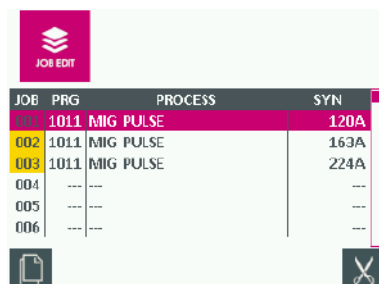 JOB EDIT
JOB PRG PROCESS SYN
001 1011 MIG PULSE 120A
002 1011 MIG PULSE 163A
003 1011 MIG PULSE 224A
004 --- --- ---
005 --- --- ---
006 --- --- ---